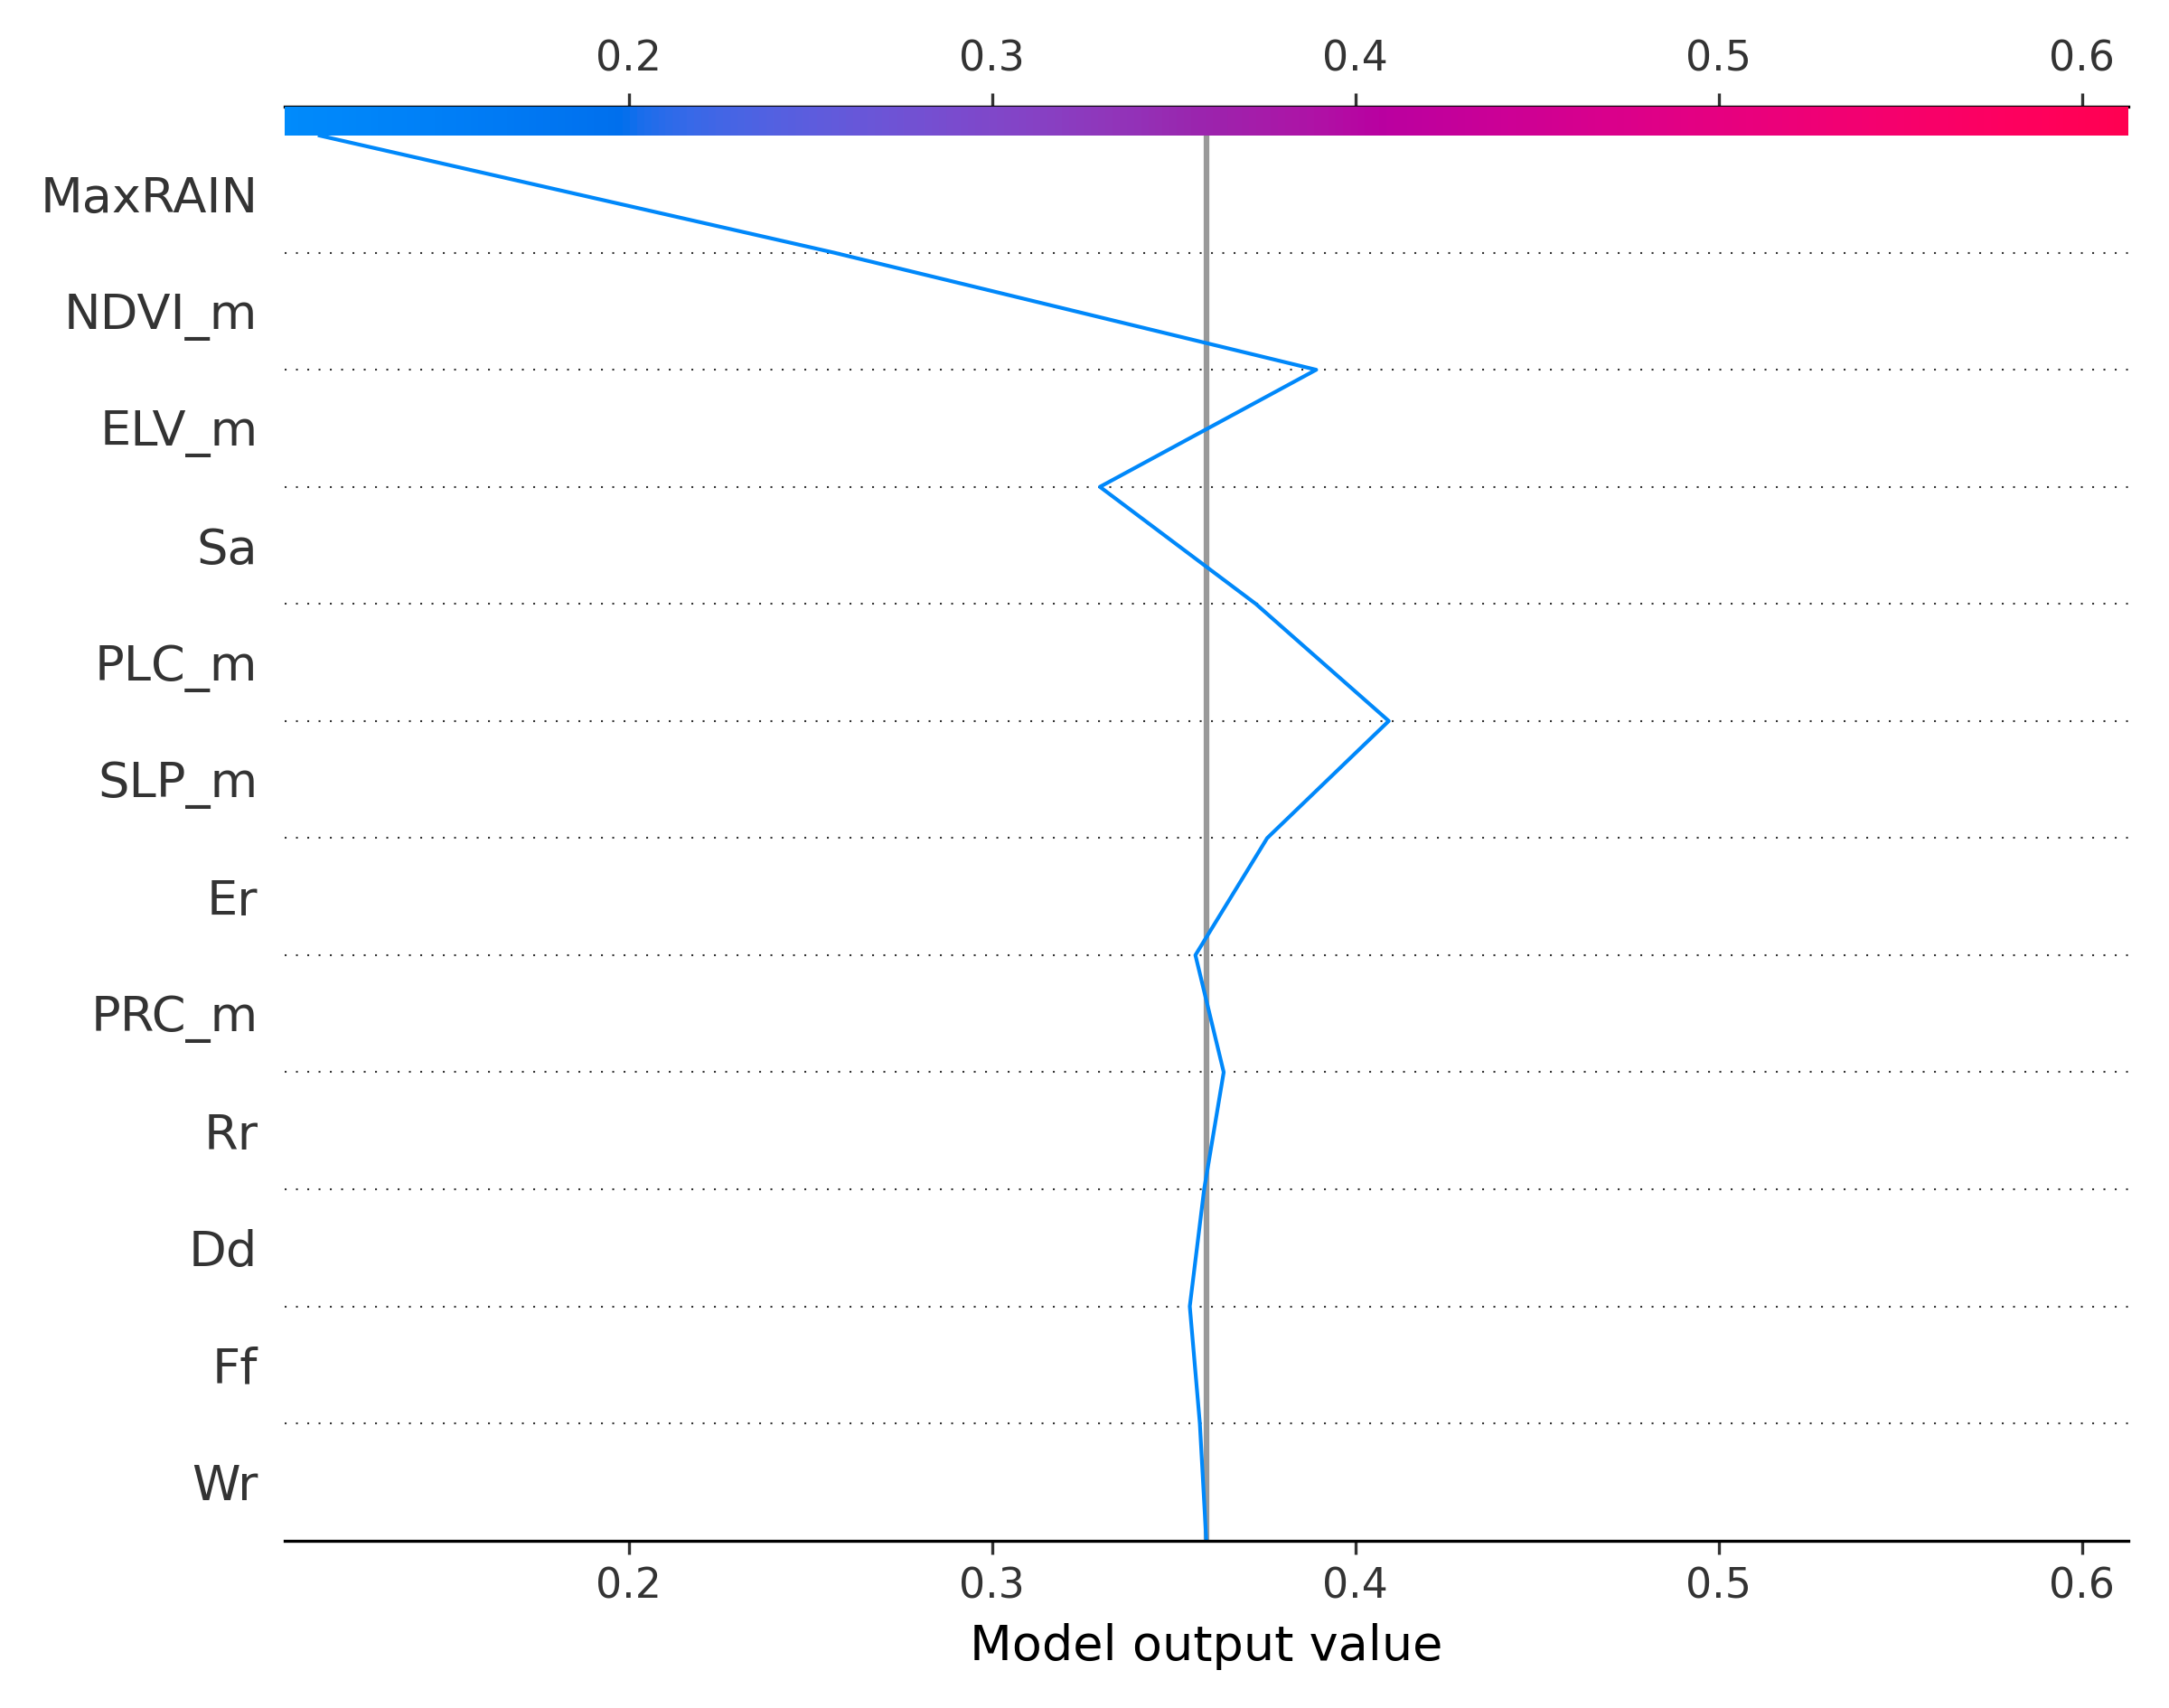 0.2 0.3 0.4 0.5 0.6
MaxRAIN
NDVI_m
ELV_m
Sa
PLC_m
SLP_m
Er
PRC_m
Rr
Dd
Ff
Wr
0.2 0.3 0.4 0.5 0.6
Model output value